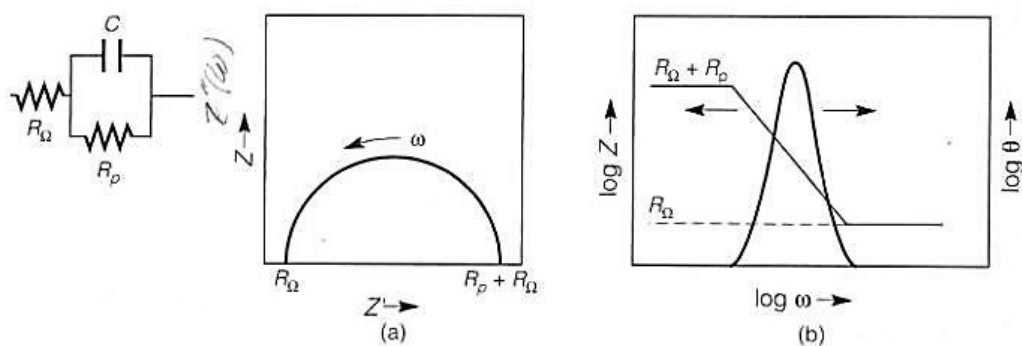 C
R_Ω
R_p
Z''(ω)
Z→
ω
R_Ω
R_p + R_Ω
Z'→
(a)
R_Ω + R_p
R_Ω
log Z→
log θ→
log ω→
(b)